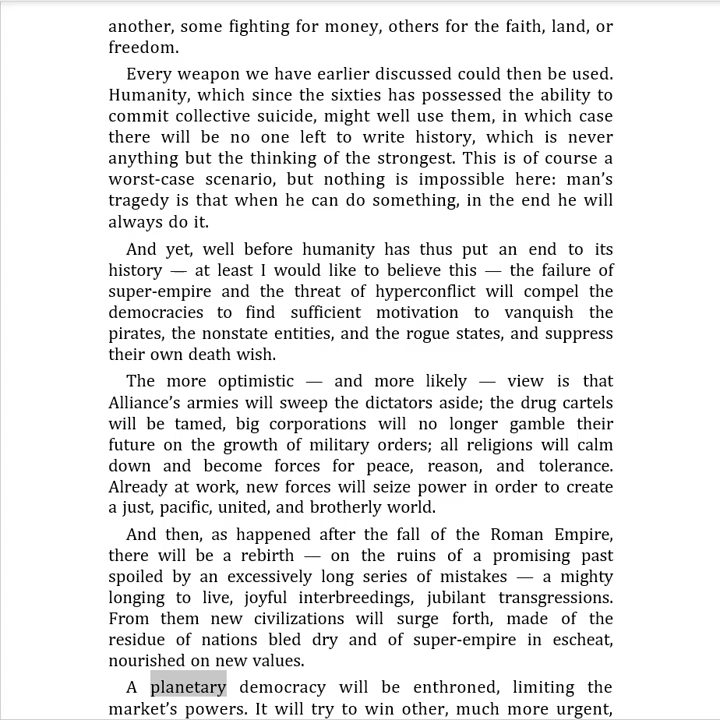 another, some fighting for money, others for the faith, land, or
freedom.
Every weapon we have earlier discussed could then be used.
Humanity, which since the sixties has possessed the ability to
commit collective suicide, might well use them, in which case
there will be no one left to write history, which is never
anything but the thinking of the strongest. This is of course a
worst-case scenario, but nothing is impossible here: man’s
tragedy is that when he can do something, in the end he will
always do it.
And yet, well before humanity has thus put an end to its
history — at least I would like to believe this — the failure of
super-empire and the threat of hyperconflict will compel the
democracies to find sufficient motivation to vanquish the
pirates, the nonstate entities, and the rogue states, and suppress
their own death wish.
The more optimistic — and more likely — view is that
Alliance’s armies will sweep the dictators aside; the drug cartels
will be tamed, big corporations will no longer gamble their
future on the growth of military orders; all religions will calm
down and become forces for peace, reason, and tolerance.
Already at work, new forces will seize power in order to create
a just, pacific, united, and brotherly world.
And then, as happened after the fall of the Roman Empire,
there will be a rebirth — on the ruins of a promising past
spoiled by an excessively long series of mistakes — a mighty
longing to live, joyful interbreedings, jubilant transgressions.
From them new civilizations will surge forth, made of the
residue of nations bled dry and of super-empire in escheat,
nourished on new values.
A planetary democracy will be enthroned, limiting the
market’s powers. It will try to win other, much more urgent,